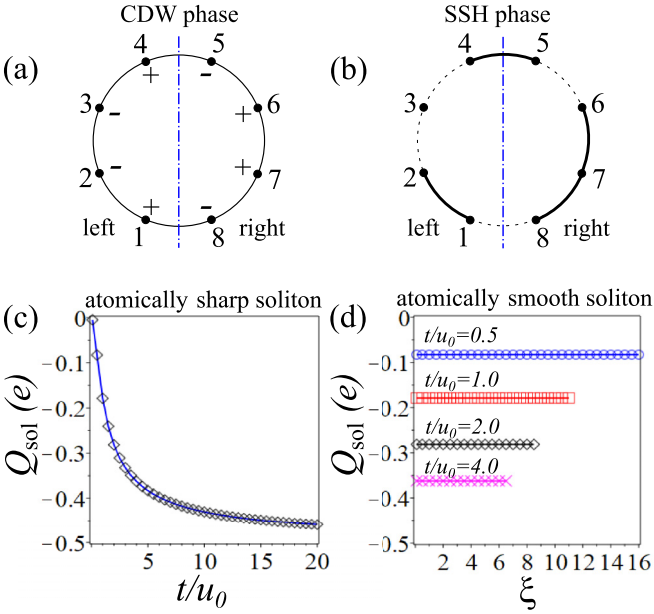 CDW phase
(a)
4
5
+
-
3
-
+
6
2
-
+
7
+
-
left
1
8
right
SSH phase
(b)
4
5
3
6
2
7
left
1
8
right
(c)
atomically sharp soliton
0
−0.1
−0.2
−0.3
−0.4
−0.5
Qsol (e)
5
10
15
20
t/u0
(d)
atomically smooth soliton
0
−0.1
−0.2
−0.3
−0.4
−0.5
Qsol (e)
t/u0=0.5
t/u0=1.0
t/u0=2.0
t/u0=4.0
2 4 6 8 10 12 14 16
ξ